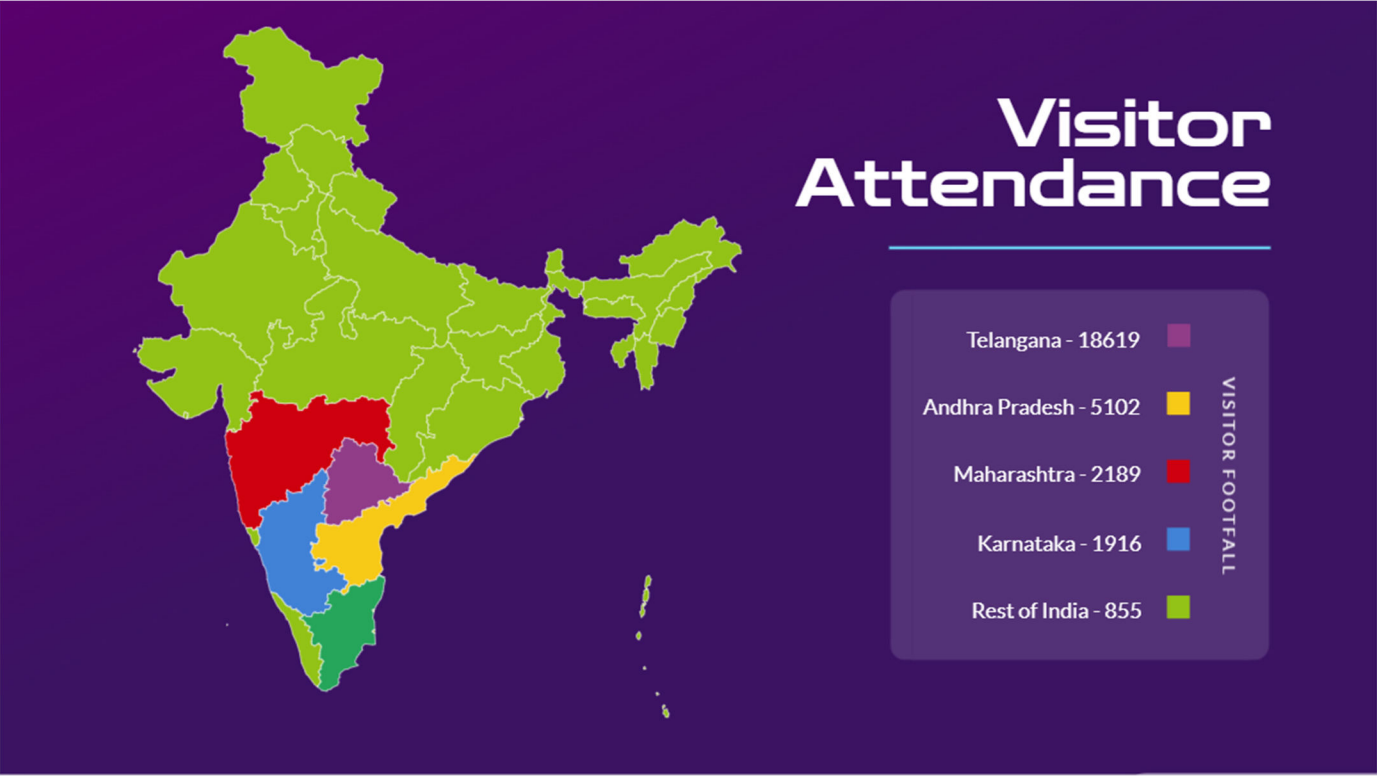 Visitor
Attendance
Telangana - 18619
Andhra Pradesh - 5102
Maharashtra - 2189
Karnataka - 1916
Rest of India - 855
VISITOR FOOTFALL